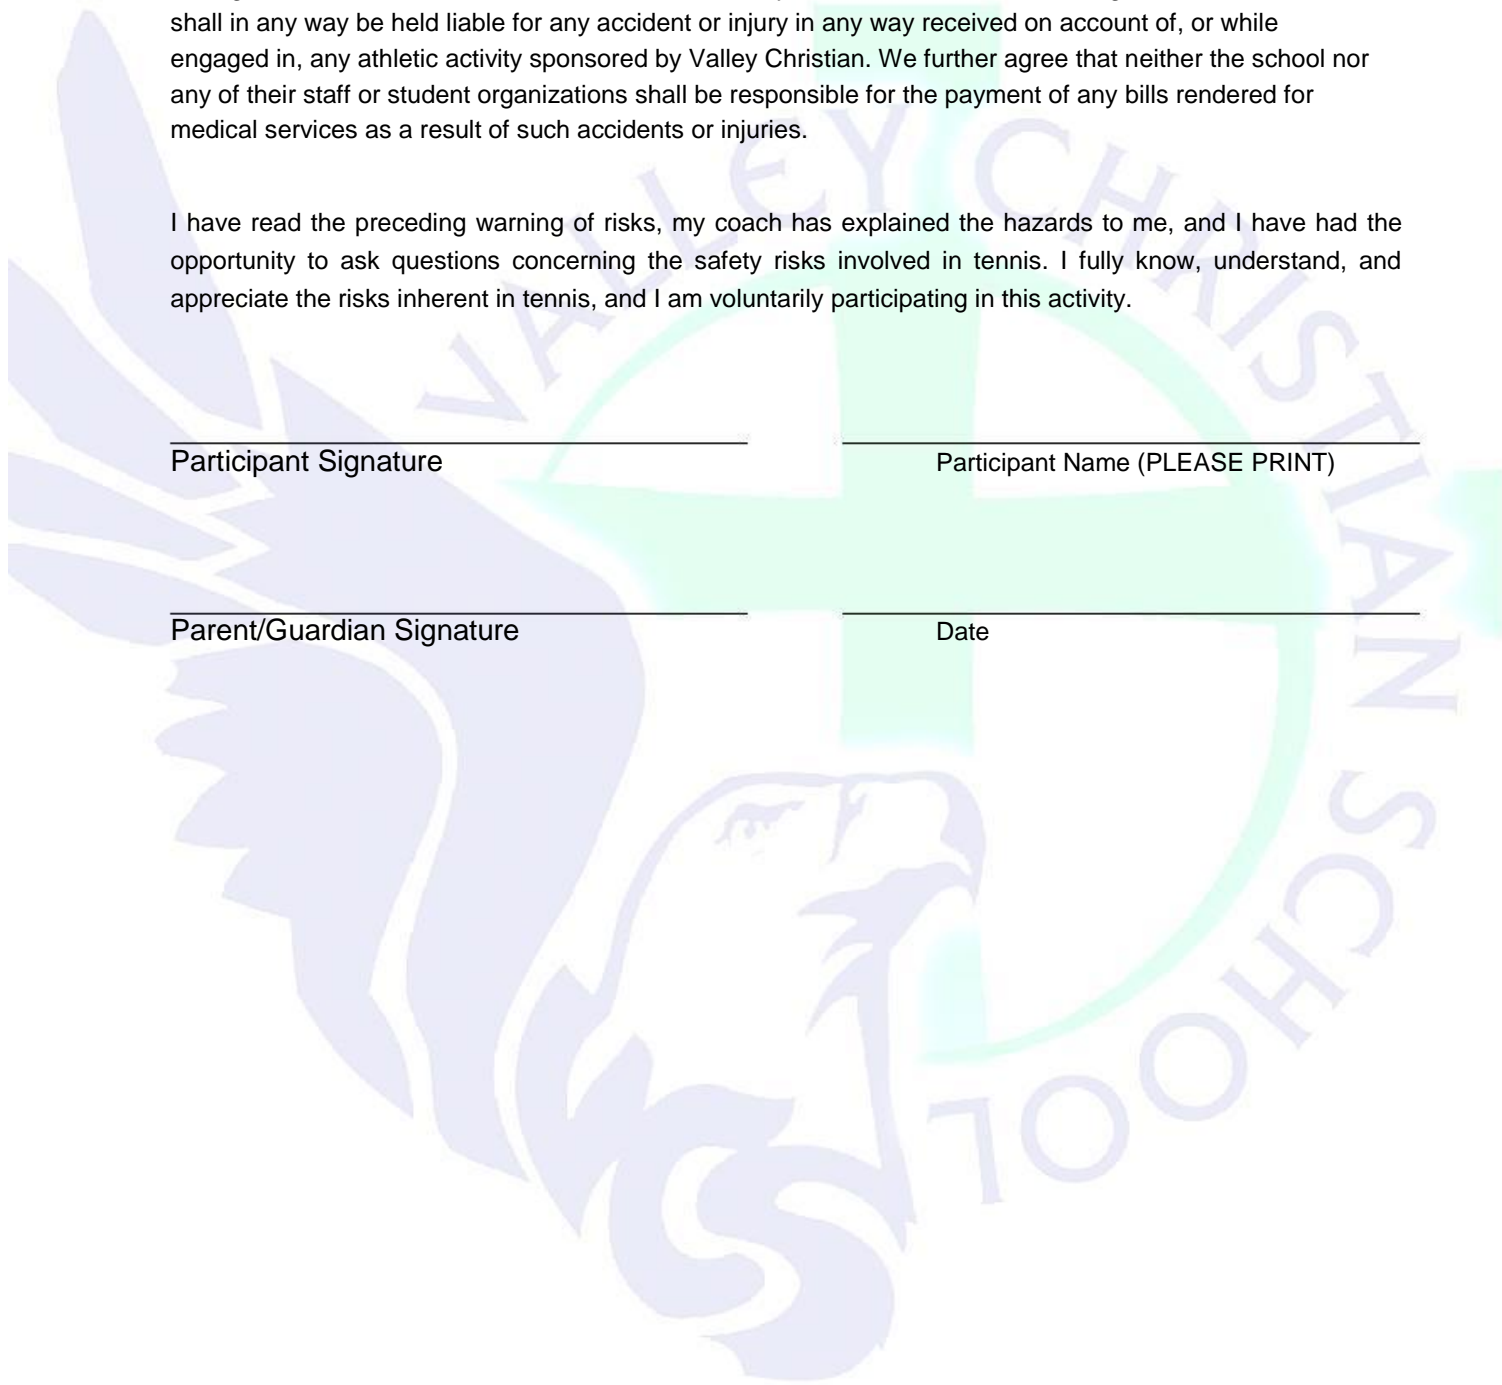 shall in any way be held liable for any accident or injury in any way received on account of, or while
engaged in, any athletic activity sponsored by Valley Christian. We further agree that neither the school nor
any of their staff or student organizations shall be responsible for the payment of any bills rendered for
medical services as a result of such accidents or injuries.
I have read the preceding warning of risks, my coach has explained the hazards to me, and I have had the
opportunity to ask questions concerning the safety risks involved in tennis. I fully know, understand, and
appreciate the risks inherent in tennis, and I am voluntarily participating in this activity.
Participant Signature
Participant Name (PLEASE PRINT)
Parent/Guardian Signature
Date
VALLEY CHRISTIAN SCHOOL
VCS